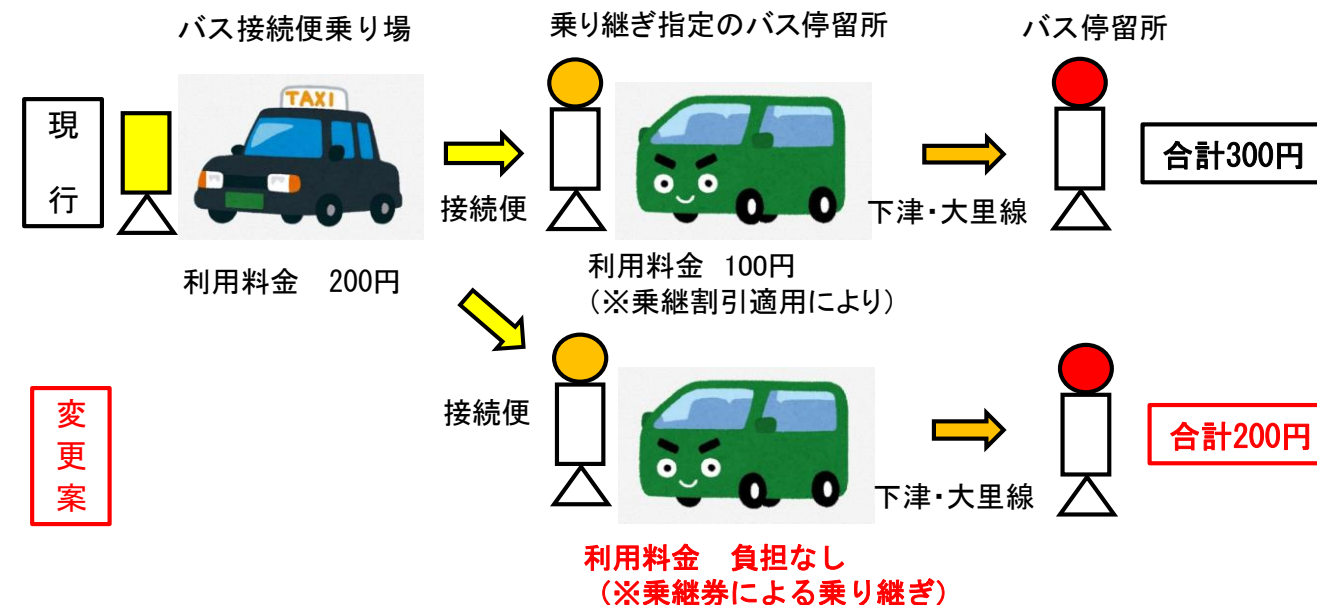 バス接続便乗り場
乗り継ぎ指定のバス停留所
バス停留所
現行
TAXI
接続便
下津・大里線
合計300円
利用料金 200円
利用料金 100円
（※乗継割引適用により）
変更案
接続便
下津・大里線
合計200円
利用料金 負担なし
（※乗継券による乗り継ぎ）